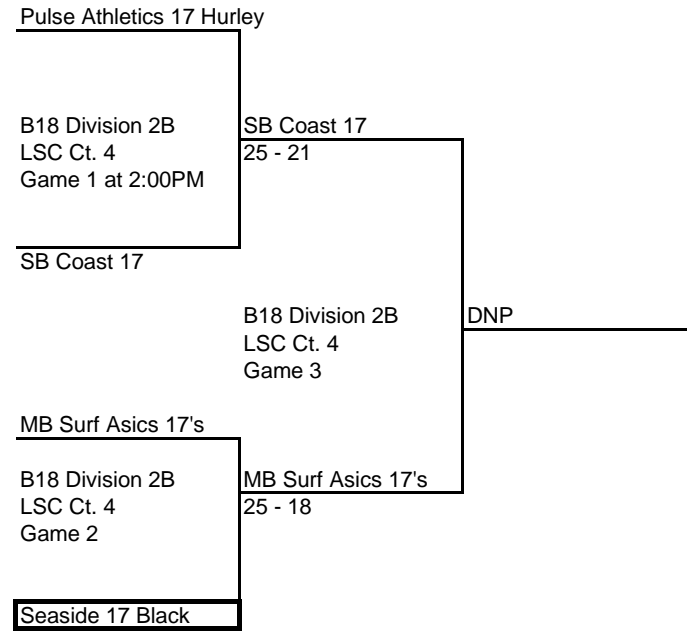 Pulse Athletics 17 Hurley
B18 Division 2B
LSC Ct. 4
Game 1 at 2:00PM
SB Coast 17
25 - 21
SB Coast 17
B18 Division 2B
LSC Ct. 4
Game 3
DNP
MB Surf Asics 17's
B18 Division 2B
LSC Ct. 4
Game 2
MB Surf Asics 17's
25 - 18
Seaside 17 Black